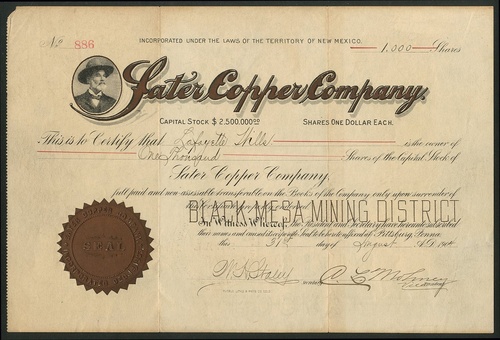 No 886 INCORPORATED UNDER THE LAWS OF THE TERRITORY OF NEW MEXICO. 1,000 Shares
Sater Copper Company.
CAPITAL STOCK $2,500,000.00 SHARES ONE DOLLAR EACH.
This is to Certify that Lafayette Hills is the owner of
One Thousand Shares of the Capital Stock of
Sater Copper Company,
full paid and non-assessable transferable on the Books of the Company only upon surrender of
BLACK MESA MINING DISTRICT
In Witness Whereof, the President and Secretary have hereunto subscribed
their names and caused its corporate Seal to be hereto affixed at Pittsburg, Penna.
this 31st day of August A.D. 1904
SEAL